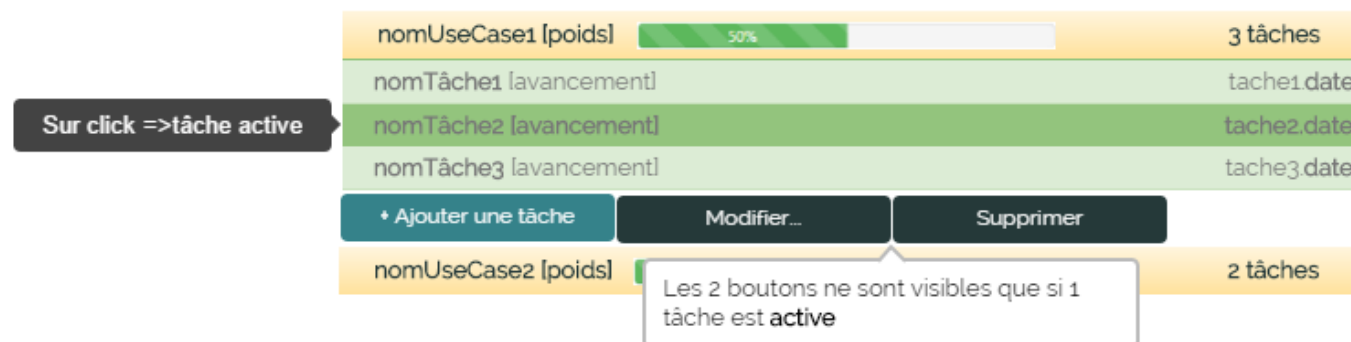 nomUseCase1 [poids] 50% 3 tâches
nomTâche1 [avancement] tache1.date
Sur click =>tâche active
nomTâche2 [avancement] tache2.date
nomTâche3 [avancement] tache3.date
+ Ajouter une tâche Modifier... Supprimer
nomUseCase2 [poids] 2 tâches
Les 2 boutons ne sont visibles que si 1
tâche est active